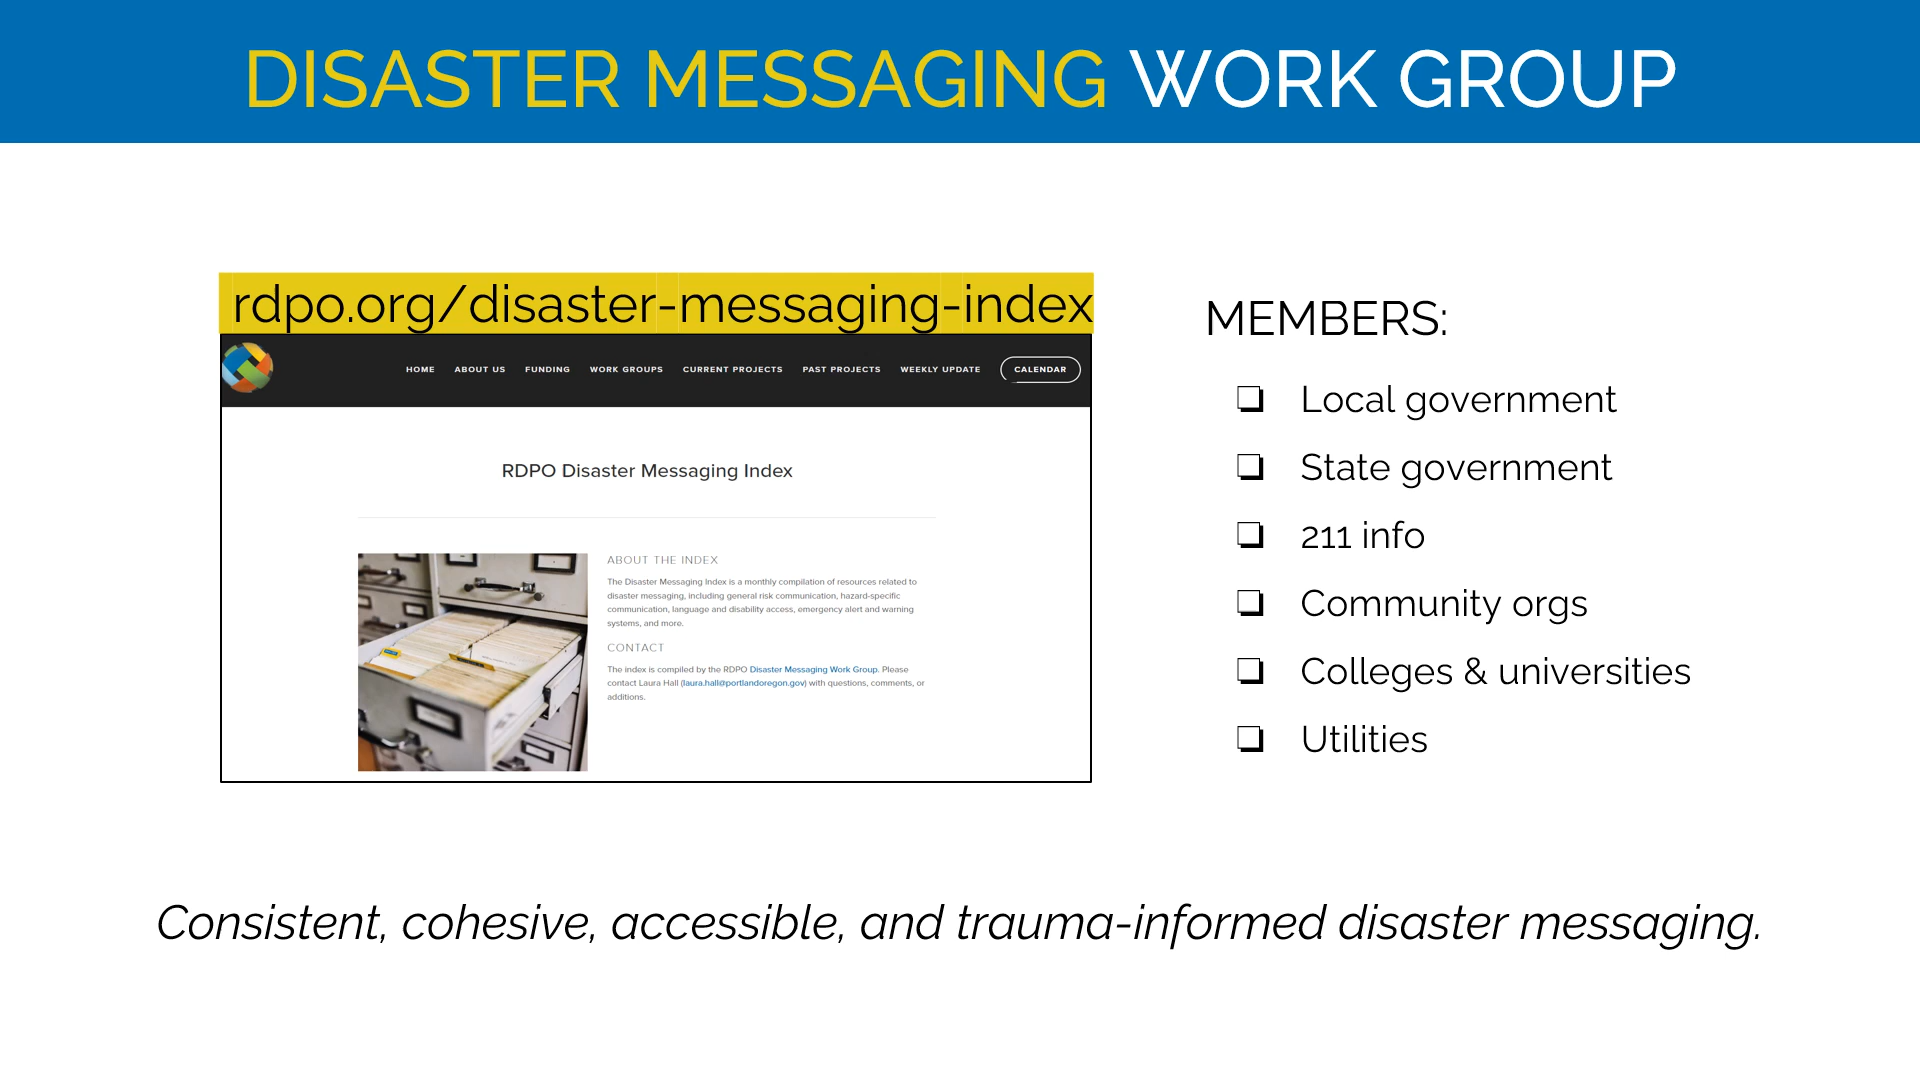 DISASTER MESSAGING WORK GROUP
rdpo.org/disaster-messaging-index
HOME ABOUT US FUNDING WORK GROUPS CURRENT PROJECTS PAST PROJECTS WEEKLY UPDATE CALENDAR
RDPO Disaster Messaging Index
ABOUT THE INDEX
The Disaster Messaging Index is a monthly compilation of resources related to
disaster messaging, including general risk communication, hazard-specific
communication, language and disability access, emergency alert and warning
systems, and more.
CONTACT
The index is compiled by the RDPO Disaster Messaging Work Group. Please
contact Laura Hall (laura.hall@portlandoregon.gov) with questions, comments, or
additions.
MEMBERS:
❏ Local government
❏ State government
❏ 211 info
❏ Community orgs
❏ Colleges & universities
❏ Utilities
Consistent, cohesive, accessible, and trauma-informed disaster messaging.